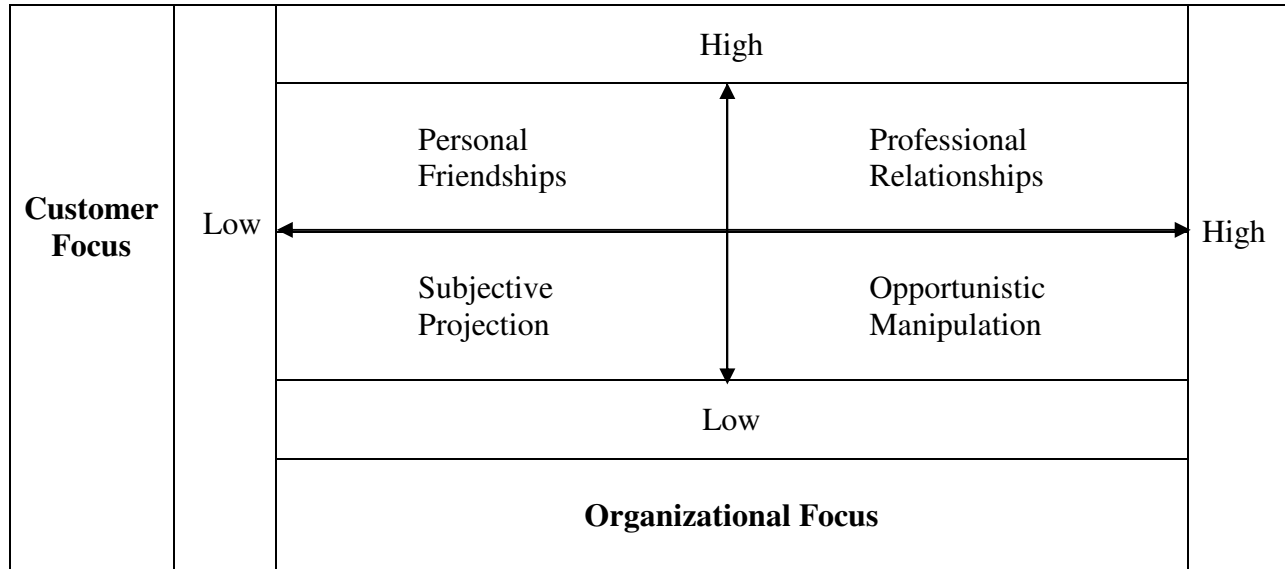 High
Personal
Friendships
Professional
Relationships
Customer
Focus
Low
High
Subjective
Projection
Opportunistic
Manipulation
Low
Organizational Focus